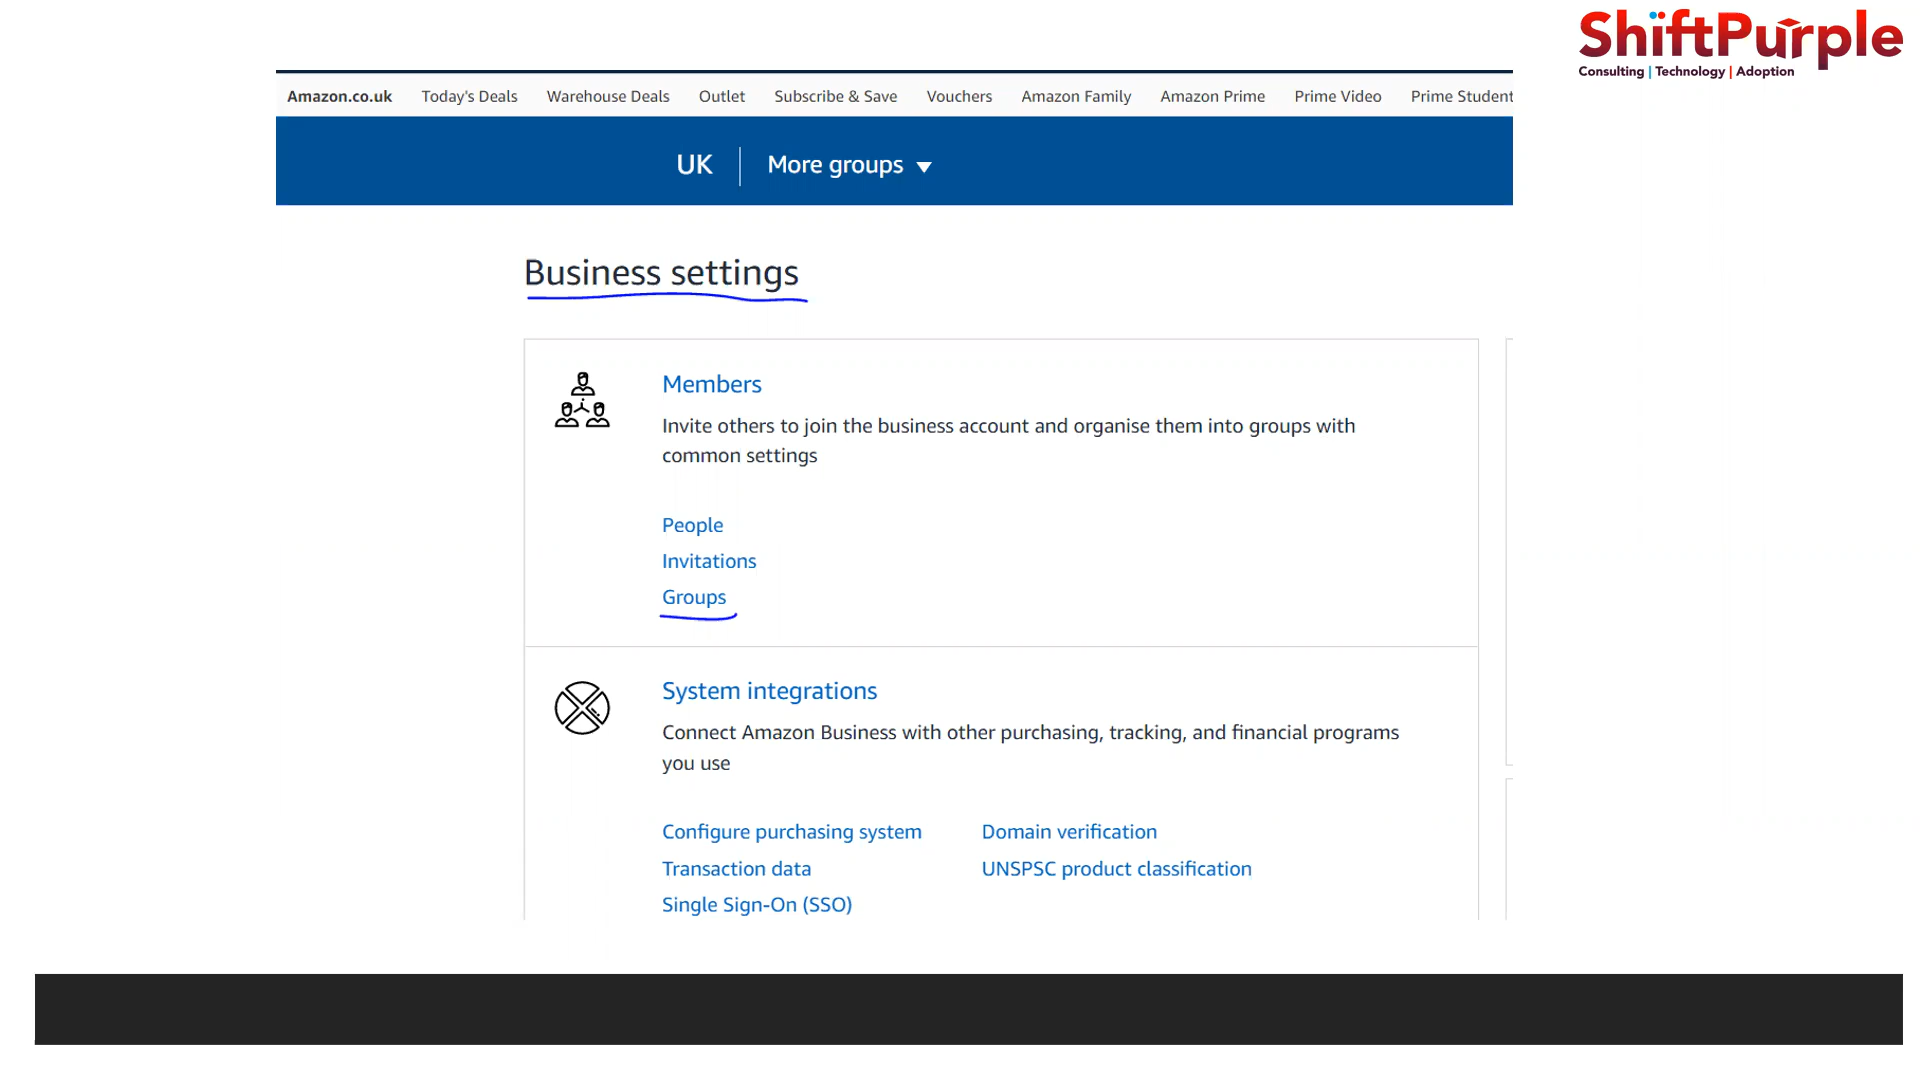 ShiftPurple
Consulting | Technology | Adoption
Amazon.co.uk Today's Deals Warehouse Deals Outlet Subscribe & Save Vouchers Amazon Family Amazon Prime Prime Video Prime Student
UK More groups
Business settings
Members
Invite others to join the business account and organise them into groups with
common settings
People
Invitations
Groups
System integrations
Connect Amazon Business with other purchasing, tracking, and financial programs
you use
Configure purchasing system Domain verification
Transaction data UNSPSC product classification
Single Sign-On (SSO)